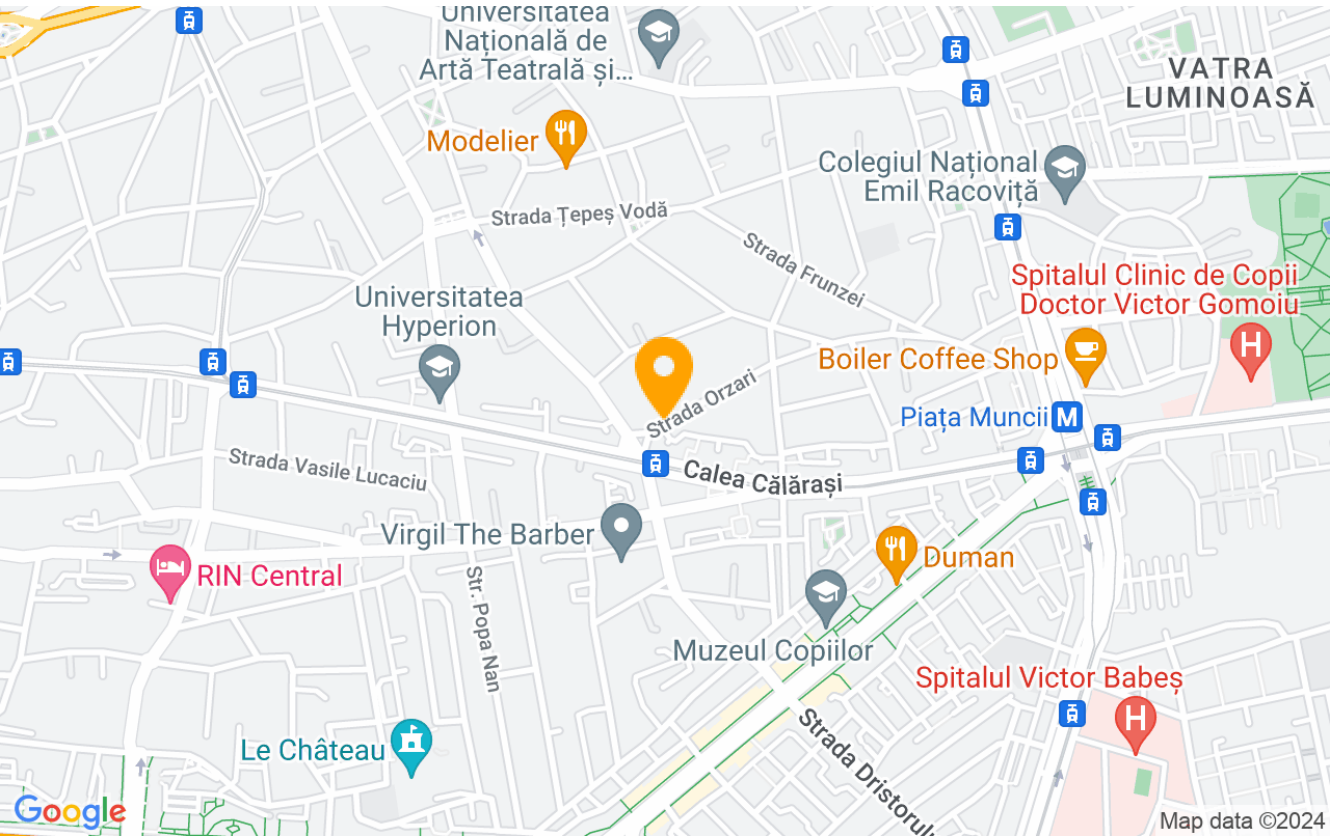 Universitatea
Națională de
Artă Teatrală și...
VATRA
LUMINOASĂ
Modelier
Colegiul Național
Emil Racoviță
Strada Țepeș Vodă
Strada Frunzei
Spitalul Clinic de Copii
Doctor Victor Gomoiu
H
Universitatea
Hyperion
Boiler Coffee Shop
Strada Orzari
Piața Muncii M
Strada Vasile Lucaciu
Calea Călărași
Virgil The Barber
Duman
RIN Central
Str. Popa Nan
Muzeul Copiilor
Spitalul Victor Babeș
H
Le Château
Strada Dristorulu
Google
Map data ©2024